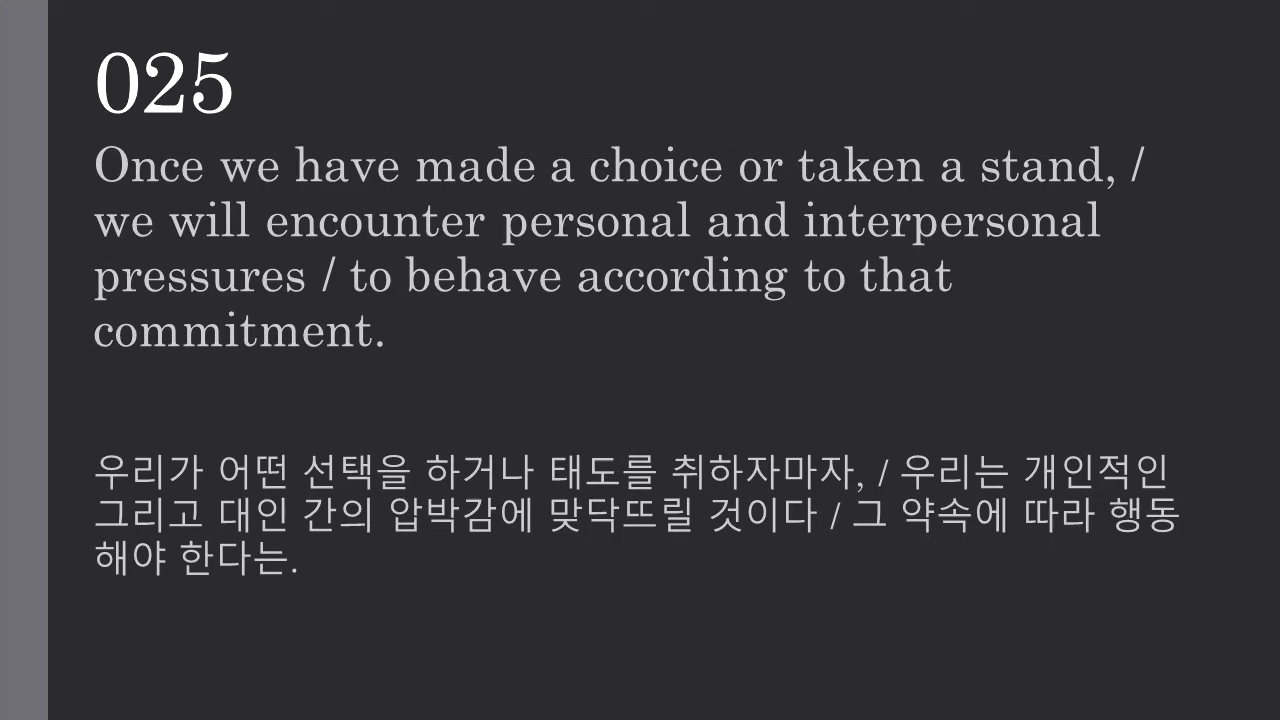 025
Once we have made a choice or taken a stand, /
we will encounter personal and interpersonal
pressures / to behave according to that
commitment.
우리가 어떤 선택을 하거나 태도를 취하자마자, / 우리는 개인적인
그리고 대인 간의 압박감에 맞닥뜨릴 것이다 / 그 약속에 따라 행동
해야 한다는.